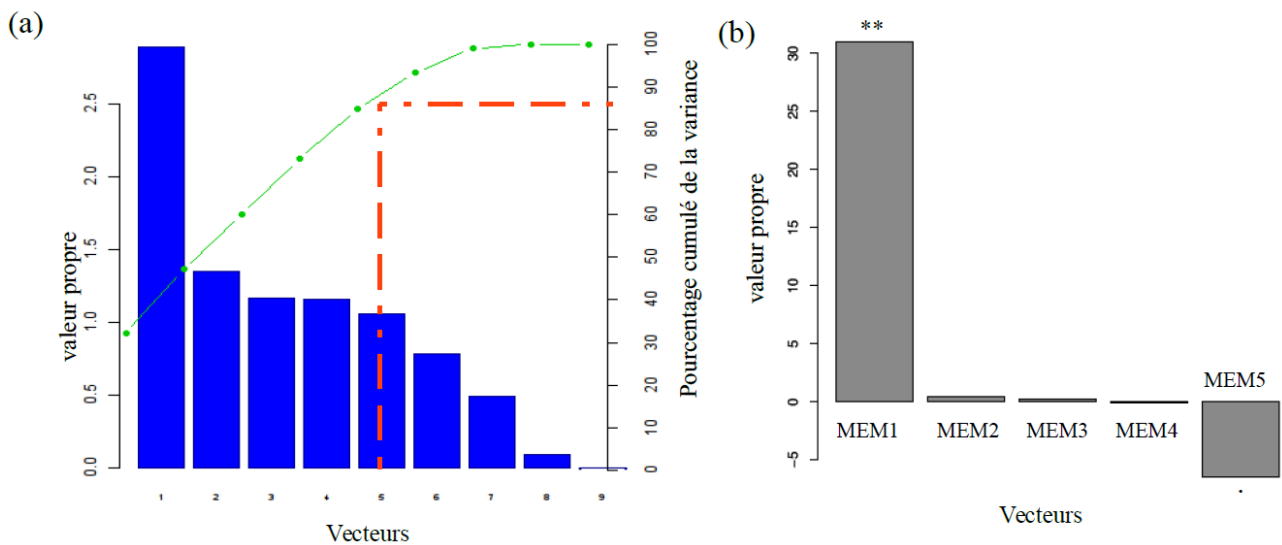 (a)
valeur propre
0.0
0.5
1.0
1.5
2.0
2.5
1 2 3 4 5 6 7 8 9
Vecteurs
0
10
20
30
40
50
60
70
80
90
100
Pourcentage cumulé de la variance
(b)
valeur propre
30
25
20
15
10
5
0
−5
**
MEM5
MEM1 MEM2 MEM3 MEM4
.
Vecteurs